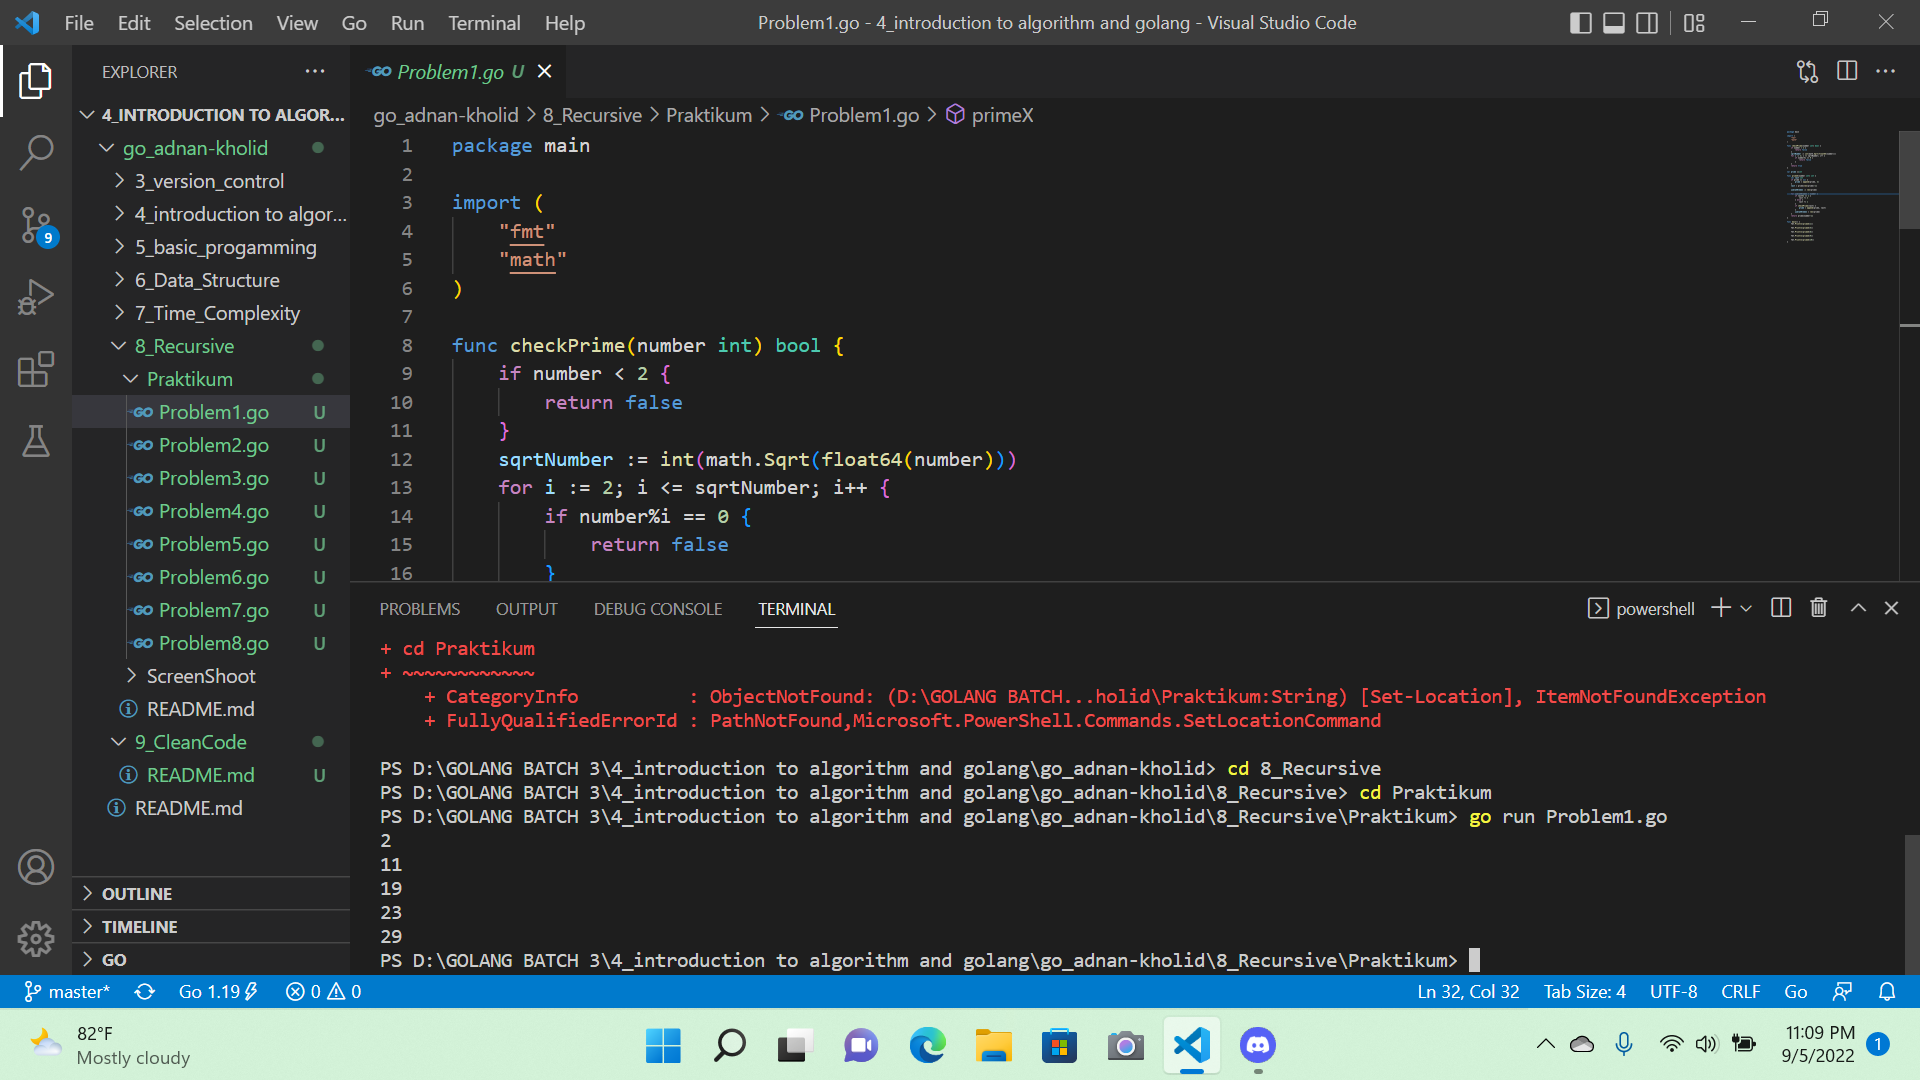 File Edit Selection View Go Run Terminal Help
Problem1.go - 4_introduction to algorithm and golang - Visual Studio Code
EXPLORER
4_INTRODUCTION TO ALGOR...
go_adnan-kholid
3_version_control
4_introduction to algor...
5_basic_progamming
6_Data_Structure
7_Time_Complexity
8_Recursive
Praktikum
GO Problem1.go U
GO Problem2.go U
GO Problem3.go U
GO Problem4.go U
GO Problem5.go U
GO Problem6.go U
GO Problem7.go U
GO Problem8.go U
ScreenShoot
README.md
9_CleanCode
README.md U
README.md
OUTLINE
TIMELINE
GO
9
GO Problem1.go U
go_adnan-kholid > 8_Recursive > Praktikum > GO Problem1.go > primeX
1 package main
2
3 import (
4 "fmt"
5 "math"
6 )
7
8 func checkPrime(number int) bool {
9 if number < 2 {
10 return false
11 }
12 sqrtNumber := int(math.Sqrt(float64(number)))
13 for i := 2; i <= sqrtNumber; i++ {
14 if number%i == 0 {
15 return false
16 }
PROBLEMS OUTPUT DEBUG CONSOLE TERMINAL
powershell
+ cd Praktikum
+ ~~~~~~~~~~~~
+ CategoryInfo : ObjectNotFound: (D:\GOLANG BATCH...holid\Praktikum:String) [Set-Location], ItemNotFoundException
+ FullyQualifiedErrorId : PathNotFound,Microsoft.PowerShell.Commands.SetLocationCommand
PS D:\GOLANG BATCH 3\4_introduction to algorithm and golang\go_adnan-kholid> cd 8_Recursive
PS D:\GOLANG BATCH 3\4_introduction to algorithm and golang\go_adnan-kholid\8_Recursive> cd Praktikum
PS D:\GOLANG BATCH 3\4_introduction to algorithm and golang\go_adnan-kholid\8_Recursive\Praktikum> go run Problem1.go
2
11
19
23
29
PS D:\GOLANG BATCH 3\4_introduction to algorithm and golang\go_adnan-kholid\8_Recursive\Praktikum>
master* Go 1.19 0 0
Ln 32, Col 32 Tab Size: 4 UTF-8 CRLF Go
82°F
Mostly cloudy
11:09 PM
9/5/2022
1